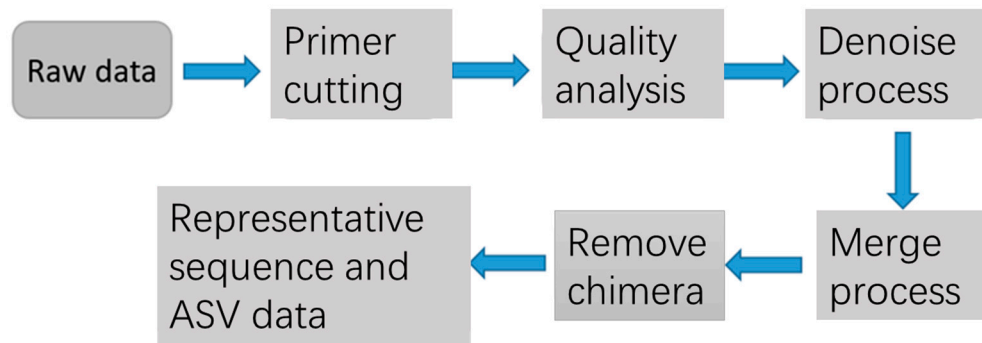 Raw data
Primer
cutting
Quality
analysis
Denoise
process
Merge
process
Remove
chimera
Representative
sequence and
ASV data